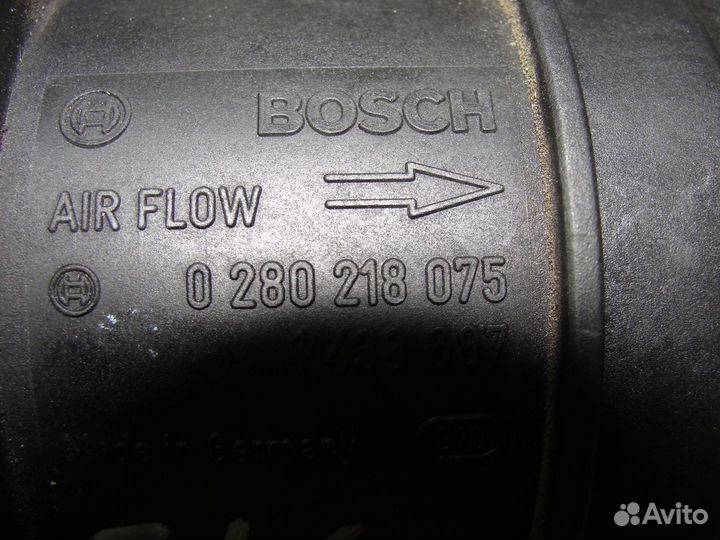 BOSCH
AIR FLOW
0 280 218 075
Made in Germany
Avito